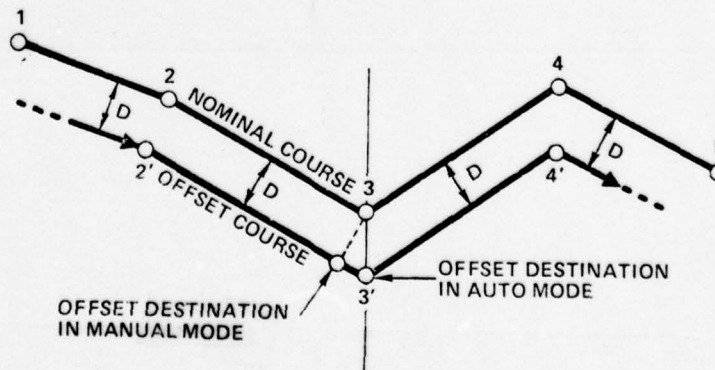 1
2
NOMINAL COURSE
D
2'
OFFSET COURSE
D
3
3'
4
D
4'
D
OFFSET DESTINATION
IN MANUAL MODE
OFFSET DESTINATION
IN AUTO MODE